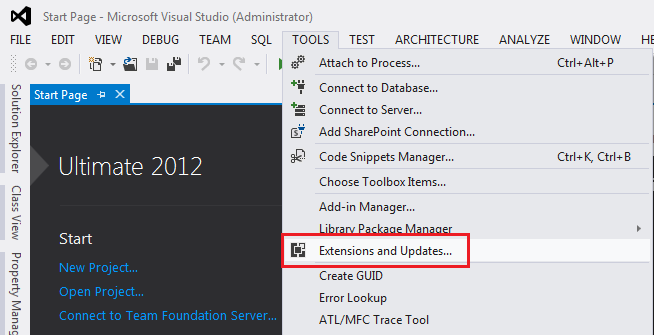 Start Page - Microsoft Visual Studio (Administrator)
FILE EDIT VIEW DEBUG TEAM SQL TOOLS TEST ARCHITECTURE ANALYZE WINDOW HE
Start Page
Solution Explorer
Class View
Property Manag
Ultimate 2012
Start
New Project...
Open Project...
Connect to Team Foundation Server...
Attach to Process... Ctrl+Alt+P
Connect to Database...
Connect to Server...
Add SharePoint Connection...
Code Snippets Manager... Ctrl+K, Ctrl+B
Choose Toolbox Items...
Add-in Manager...
Library Package Manager
Extensions and Updates...
Create GUID
Error Lookup
ATL/MFC Trace Tool